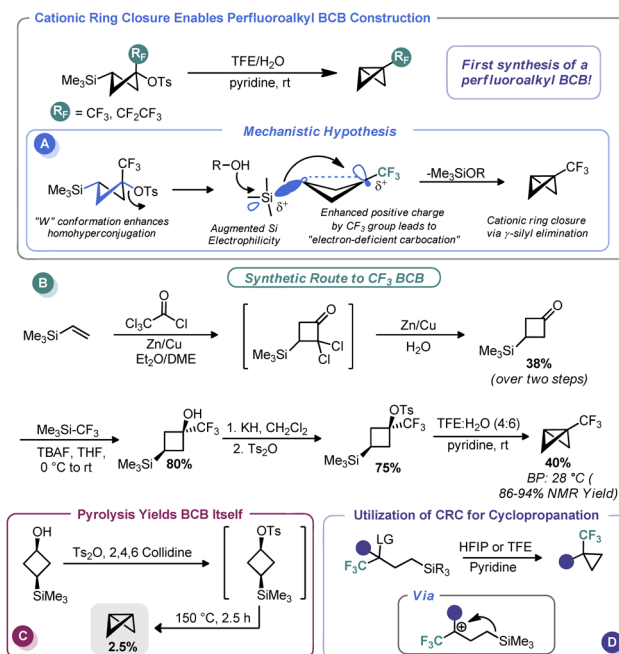 Cationic Ring Closure Enables Perfluoroalkyl BCB Construction
RF
Me3Si
OTs
TFE/H2O
pyridine, rt
RF
First synthesis of a
perfluoroalkyl BCB!
RF = CF3, CF2CF3
A
Mechanistic Hypothesis
CF3
Me3Si
OTs
"W" conformation enhances
homohyperconjugation
R–OH
Si
δ+
Augmented Si
Electrophilicity
CF3
δ+
Enhanced positive charge
by CF3 group leads to
"electron-deficient carbocation"
-Me3SiOR
CF3
Cationic ring closure
via γ-silyl elimination
B
Synthetic Route to CF3 BCB
Me3Si
O
Cl3C
Cl
Zn/Cu
Et2O/DME
O
Cl
Cl
Me3Si
Zn/Cu
H2O
O
Me3Si
38%
(over two steps)
Me3Si–CF3
TBAF, THF,
0 °C to rt
OH
CF3
Me3Si
80%
1. KH, CH2Cl2
2. Ts2O
OTs
CF3
Me3Si
75%
TFE:H2O (4:6)
pyridine, rt
CF3
40%
BP: 28 °C (
86-94% NMR Yield)
Pyrolysis Yields BCB Itself
OH
SiMe3
Ts2O, 2,4,6 Collidine
OTs
SiMe3
150 °C, 2.5 h
2.5%
C
Utilization of CRC for Cyclopropanation
LG
F3C
SiR3
HFIP or TFE
Pyridine
CF3
Via
F3C
⊕
SiMe3
D